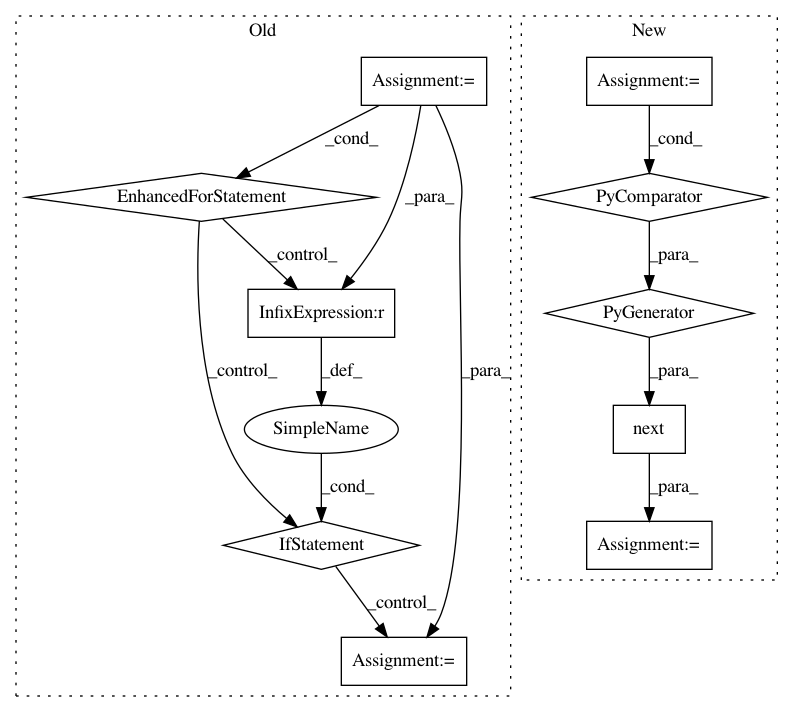 Old
New
Assignment:=
Assignment:=
_cond_
_cond_
EnhancedForStatement
_para_
PyComparator
_control_
_para_
InfixExpression:r
PyGenerator
_control_
_def_
_para_
_para_
SimpleName
next
_cond_
_para_
IfStatement
Assignment:=
_control_
Assignment:=